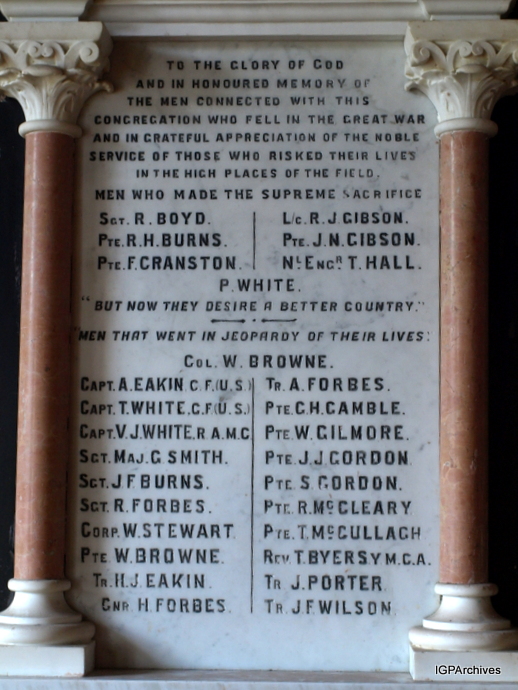 TO THE GLORY OF GOD
AND IN HONOURED MEMORY OF
THE MEN CONNECTED WITH THIS
CONGREGATION WHO FELL IN THE GREAT WAR
AND IN GRATEFUL APPRECIATION OF THE NOBLE
SERVICE OF THOSE WHO RISKED THEIR LIVES
IN THE HIGH PLACES OF THE FIELD.
MEN WHO MADE THE SUPREME SACRIFICE
SGT. R. BOYD. L/C. R. J. GIBSON.
PTE. R. H. BURNS. PTE. J. N. GIBSON.
PTE. F. CRANSTON. NL ENGR T. HALL.
P. WHITE.
"BUT NOW THEY DESIRE A BETTER COUNTRY."
MEN THAT WENT IN JEOPARDY OF THEIR LIVES:
COL. W. BROWNE.
CAPT. A. EAKIN C.F. (U.S.) TR. A. FORBES.
CAPT. T. WHITE. C.F. (U.S.) PTE. C. H. GAMBLE.
CAPT. V. J. WHITE. R.A.M.C PTE. W. GILMORE.
SGT. MAJ. G. SMITH. PTE. J. J. GORDON.
SGT. J. F. BURNS. PTE. S. GORDON.
SGT. R. FORBES. PTE. R. McCLEARY
CORP. W. STEWART. PTE. T. McCULLAGH
PTE. W. BROWNE. REV. T. BYERS Y.M.C.A.
TR. H. J. EAKIN. TR. J. PORTER.
GNR. H. FORBES. TR. J. F. WILSON.
IGPArchives